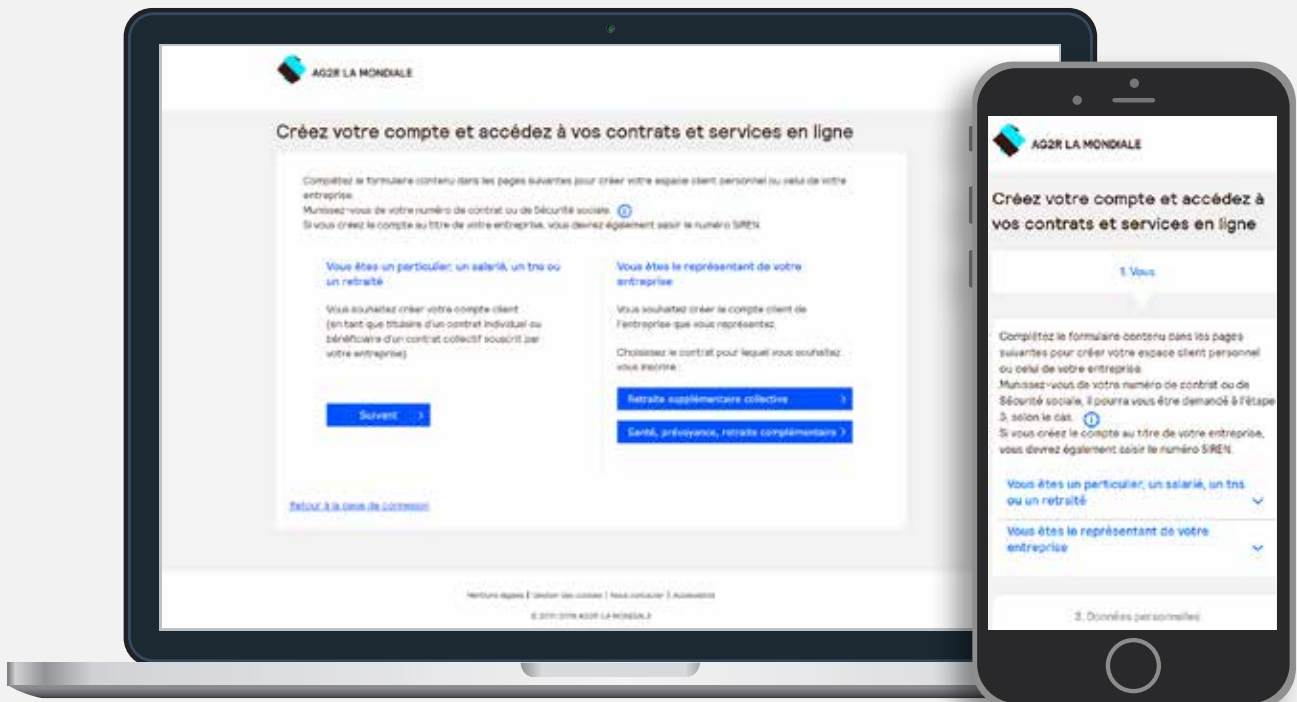 AG2R LA MONDIALE
Créez votre compte et accédez à vos contrats et services en ligne
Complétez le formulaire contenu dans les pages suivantes pour créer votre espace client personnel ou celui de votre
entreprise.
Munissez-vous de votre numéro de contrat ou de Sécurité sociale.
Si vous créez le compte au titre de votre entreprise, vous devrez également saisir le numéro SIREN.
Vous êtes un particulier, un salarié, un tns ou
un retraité
Vous souhaitez créer votre compte client
(en tant que titulaire d'un contrat individuel ou
bénéficiaire d'un contrat collectif souscrit par
votre entreprise)
Suivant
Vous êtes le représentant de votre
entreprise
Vous souhaitez créer le compte client de
l'entreprise que vous représentez.
Choisissez le contrat pour lequel vous souhaitez
vous inscrire :
Retraite supplémentaire collective
Santé, prévoyance, retraite complémentaire
Retour à la page de connexion
Mentions légales | Gestion des cookies | Nous contacter | Accessibilité
AG2R LA MONDIALE
AG2R LA MONDIALE
Créez votre compte et accédez à
vos contrats et services en ligne
1. Vous
Complétez le formulaire contenu dans les pages
suivantes pour créer votre espace client personnel
ou celui de votre entreprise.
Munissez-vous de votre numéro de contrat ou de
Sécurité sociale, il pourra vous être demandé à l'étape
3, selon le cas.
Si vous créez le compte au titre de votre entreprise,
vous devrez également saisir le numéro SIREN.
Vous êtes un particulier, un salarié, un tns
ou un retraité
Vous êtes le représentant de votre
entreprise
2. Données personnelles